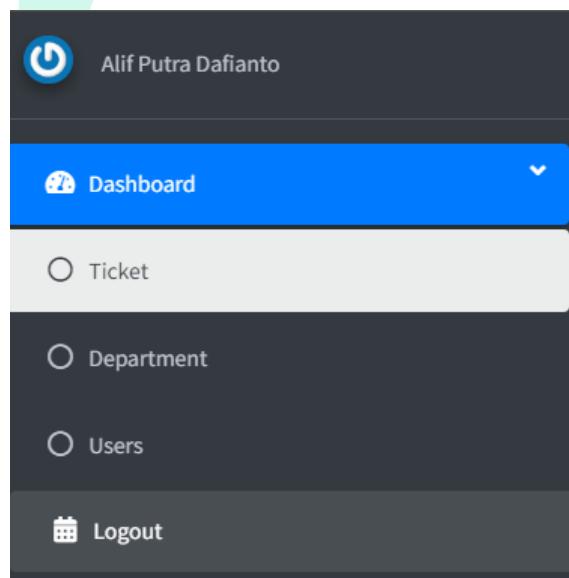 Alif Putra Dafianto
Dashboard
Ticket
Department
Users
Logout